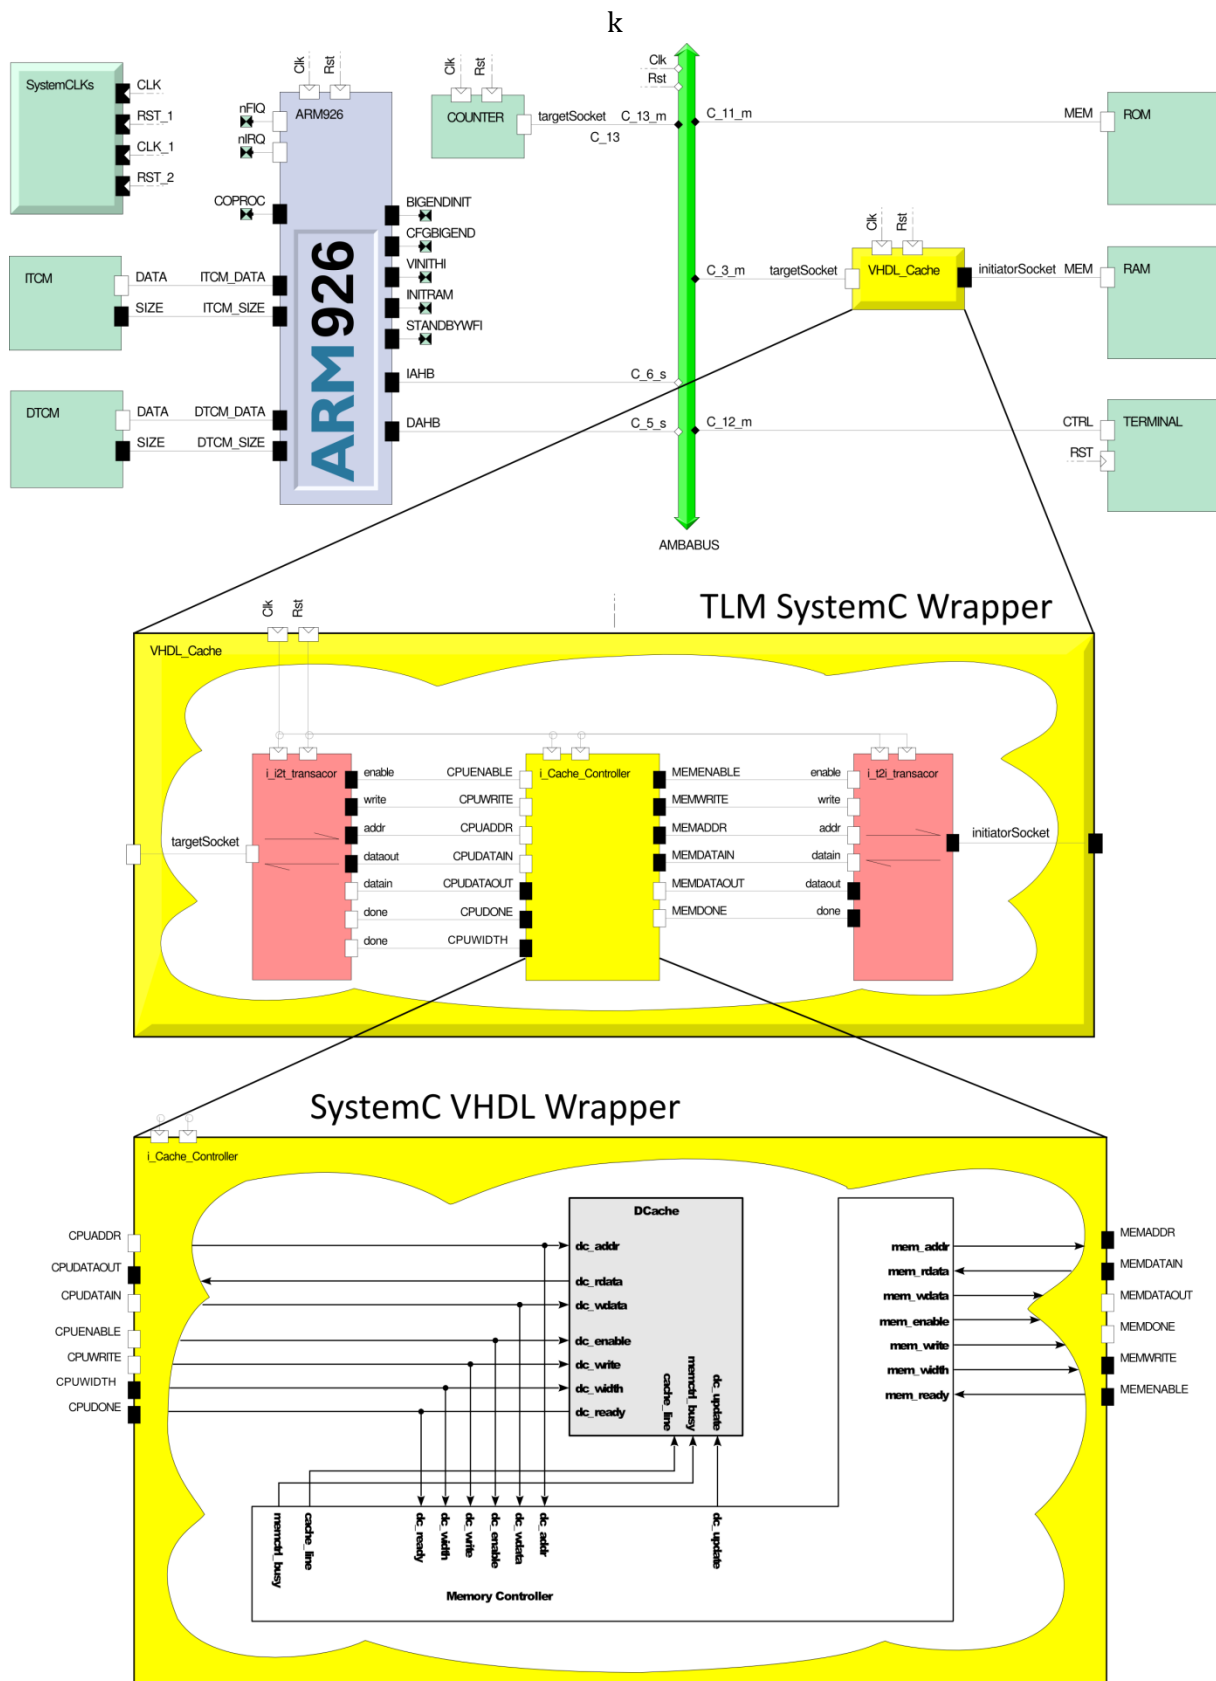 k
SystemCLKs
CLK
RST_1
CLK_1
RST_2
Clk
Rst
nFIQ
nIRQ
ARM926
COPROC
BIGENDINIT
CFGBIGEND
VINITHI
INITRAM
STANDBYWFI
IAHB
DAHB
ARM926
ITCM
DATA
SIZE
ITCM_DATA
ITCM_SIZE
DTCM
DATA
SIZE
DTCM_DATA
DTCM_SIZE
Clk
Rst
COUNTER
targetSocket
C_13_m
C_13
Clk
Rst
C_11_m
MEM
ROM
C_3_m
targetSocket
Clk
Rst
VHDL_Cache
initiatorSocket
MEM
RAM
C_6_s
C_5_s
C_12_m
CTRL
RST
TERMINAL
AMBABUS
TLM SystemC Wrapper
Clk
Rst
VHDL_Cache
targetSocket
i_i2t_transacor
enable
write
addr
dataout
datain
done
done
CPUENABLE
CPUWRITE
CPUADDR
CPUDATAIN
CPUDATAOUT
CPUDONE
CPUWIDTH
i_Cache_Controller
MEMENABLE
MEMWRITE
MEMADDR
MEMDATAIN
MEMDATAOUT
MEMDONE
enable
write
addr
datain
dataout
done
i_t2i_transacor
initiatorSocket
SystemC VHDL Wrapper
i_Cache_Controller
CPUADDR
CPUDATAOUT
CPUDATAIN
CPUENABLE
CPUWRITE
CPUWIDTH
CPUDONE
DCache
dc_addr
dc_rdata
dc_wdata
dc_enable
dc_write
dc_width
dc_ready
cache_line
memctrl_busy
dc_update
mem_addr
mem_rdata
mem_wdata
mem_enable
mem_write
mem_width
mem_ready
MEMADDR
MEMDATAIN
MEMDATAOUT
MEMDONE
MEMWRITE
MEMENABLE
memctrl_busy
cache_line
dc_ready
dc_width
dc_write
dc_enable
dc_wdata
dc_addr
dc_update
Memory Controller